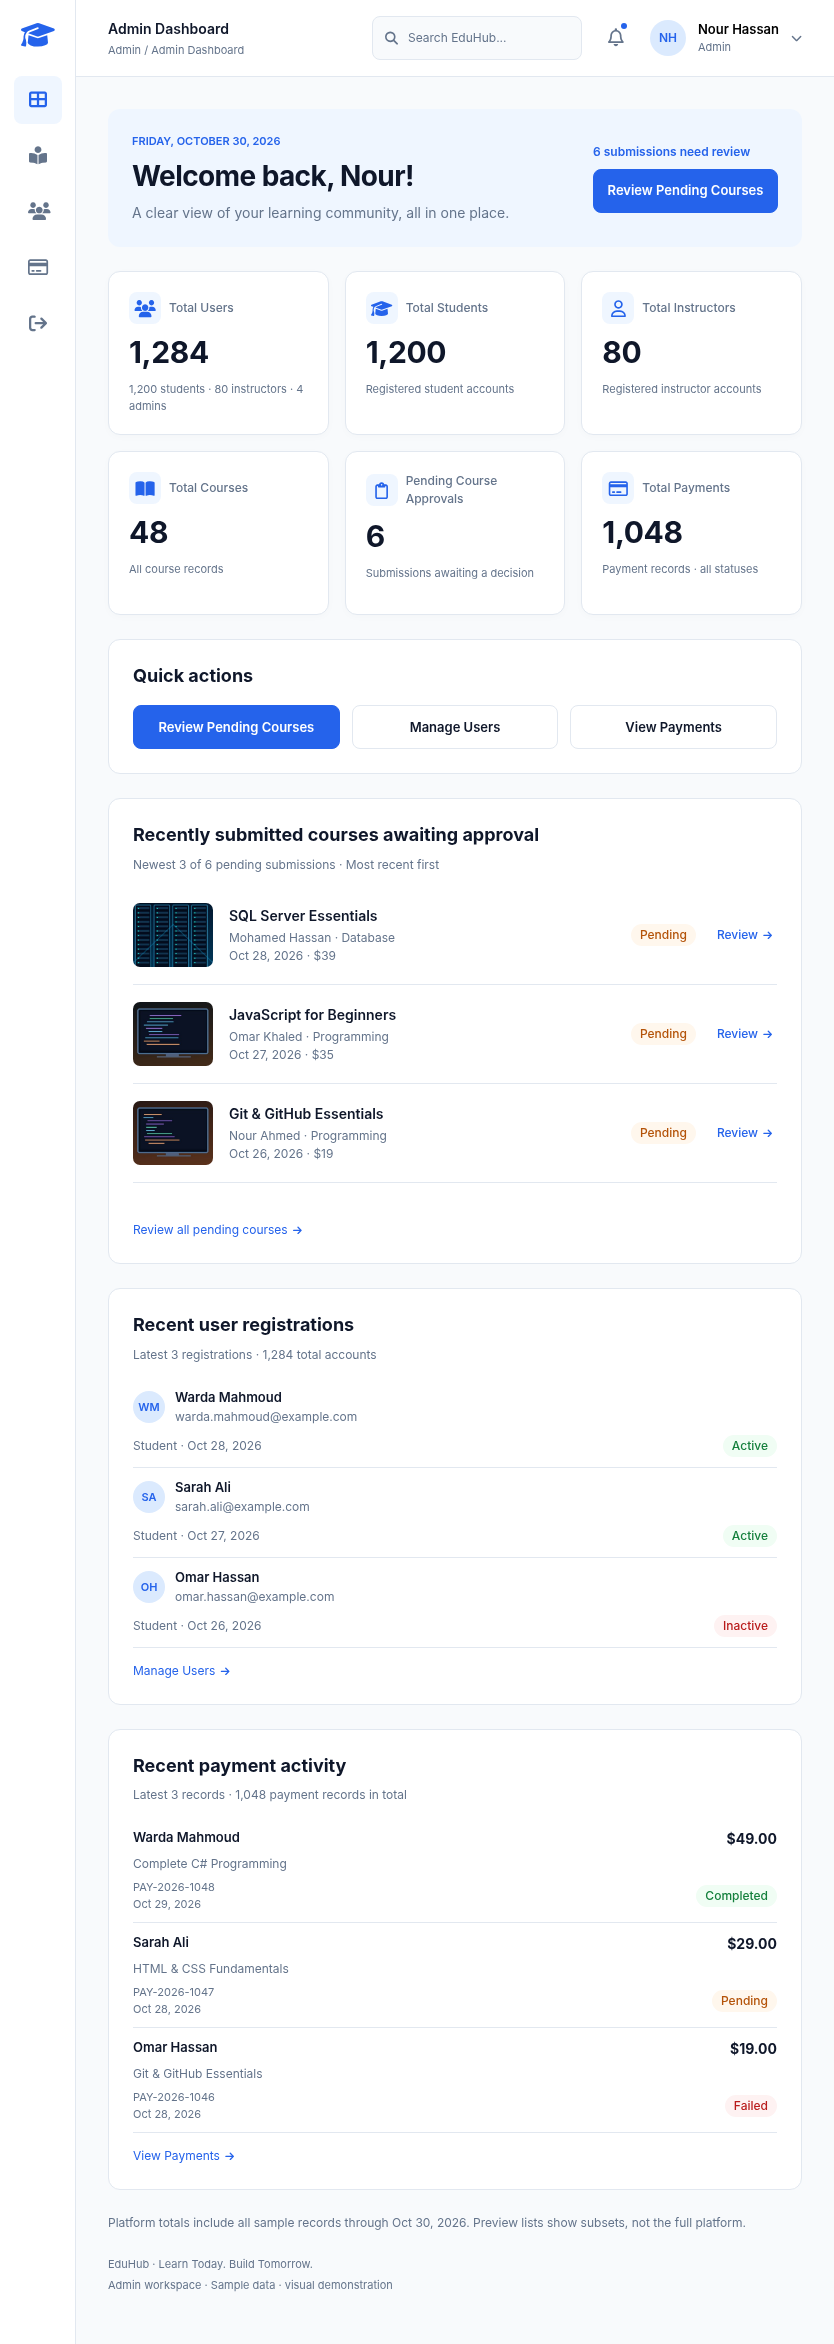 Admin Dashboard
Admin / Admin Dashboard
Search EduHub...
NH
Nour Hassan
Admin
FRIDAY, OCTOBER 30, 2026
Welcome back, Nour!
A clear view of your learning community, all in one place.
6 submissions need review
Review Pending Courses
Total Users
1,284
1,200 students · 80 instructors · 4
admins
Total Students
1,200
Registered student accounts
Total Instructors
80
Registered instructor accounts
Total Courses
48
All course records
Pending Course
Approvals
6
Submissions awaiting a decision
Total Payments
1,048
Payment records · all statuses
Quick actions
Review Pending Courses
Manage Users
View Payments
Recently submitted courses awaiting approval
Newest 3 of 6 pending submissions · Most recent first
SQL Server Essentials
Mohamed Hassan · Database
Oct 28, 2026 · $39
Pending
Review →
JavaScript for Beginners
Omar Khaled · Programming
Oct 27, 2026 · $35
Pending
Review →
Git & GitHub Essentials
Nour Ahmed · Programming
Oct 26, 2026 · $19
Pending
Review →
Review all pending courses →
Recent user registrations
Latest 3 registrations · 1,284 total accounts
WM
Warda Mahmoud
warda.mahmoud@example.com
Student · Oct 28, 2026
Active
SA
Sarah Ali
sarah.ali@example.com
Student · Oct 27, 2026
Active
OH
Omar Hassan
omar.hassan@example.com
Student · Oct 26, 2026
Inactive
Manage Users →
Recent payment activity
Latest 3 records · 1,048 payment records in total
Warda Mahmoud
$49.00
Complete C# Programming
PAY-2026-1048
Oct 29, 2026
Completed
Sarah Ali
$29.00
HTML & CSS Fundamentals
PAY-2026-1047
Oct 28, 2026
Pending
Omar Hassan
$19.00
Git & GitHub Essentials
PAY-2026-1046
Oct 28, 2026
Failed
View Payments →
Platform totals include all sample records through Oct 30, 2026. Preview lists show subsets, not the full platform.
EduHub · Learn Today. Build Tomorrow.
Admin workspace · Sample data · visual demonstration